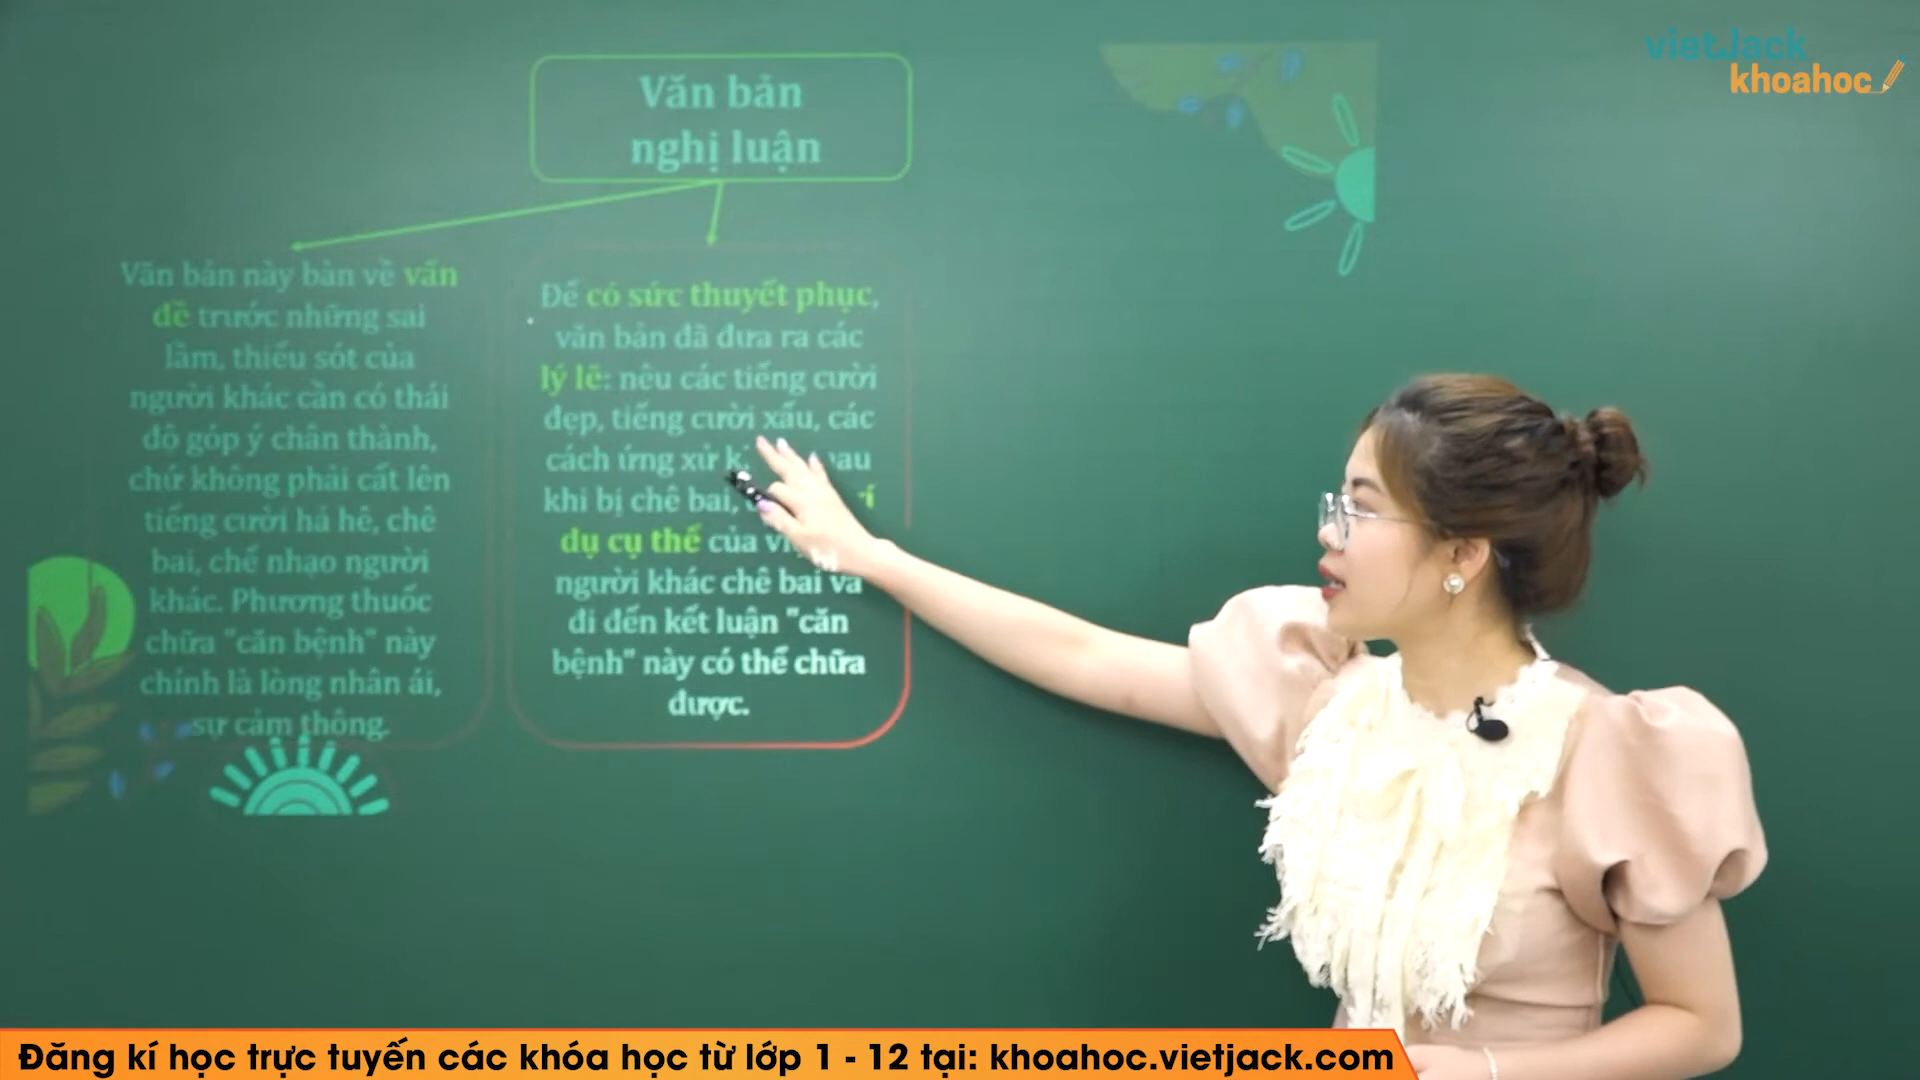 vietJack
khoahoc
Văn bản
nghị luận
Văn bản này bàn về vấn
đề trước những sai
lầm, thiếu sót của
người khác cần có thái
độ góp ý chân thành,
chứ không phải cất lên
tiếng cười hả hê, chê
bai, chế nhạo người
khác. Phương thuốc
chữa "căn bệnh" này
chính là lòng nhân ái,
sự cảm thông.
Để có sức thuyết phục,
văn bản đã đưa ra các
lý lẽ: nêu các tiếng cười
đẹp, tiếng cười xấu, các
cách ứng xử
khi bị chê bai,
dụ cụ thể của
người khác chê bai và
đi đến kết luận "căn
bệnh" này có thể chữa
được.
Đăng kí học trực tuyến các khóa học từ lớp 1 - 12 tại: khoahoc.vietjack.com